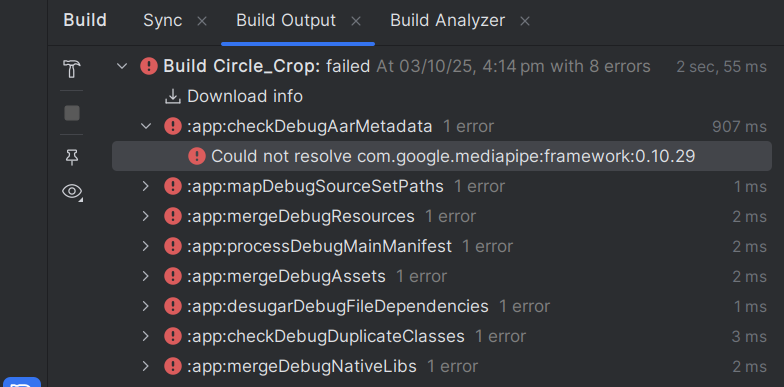 Build Sync × Build Output × Build Analyzer ×
Build Circle_Crop: failed At 03/10/25, 4:14 pm with 8 errors 2 sec, 55 ms
Download info
:app:checkDebugAarMetadata 1 error 907 ms
Could not resolve com.google.mediapipe:framework:0.10.29
:app:mapDebugSourceSetPaths 1 error 1 ms
:app:mergeDebugResources 1 error 2 ms
:app:processDebugMainManifest 1 error 2 ms
:app:mergeDebugAssets 1 error 2 ms
:app:desugarDebugFileDependencies 1 error 1 ms
:app:checkDebugDuplicateClasses 1 error 3 ms
:app:mergeDebugNativeLibs 1 error 2 ms